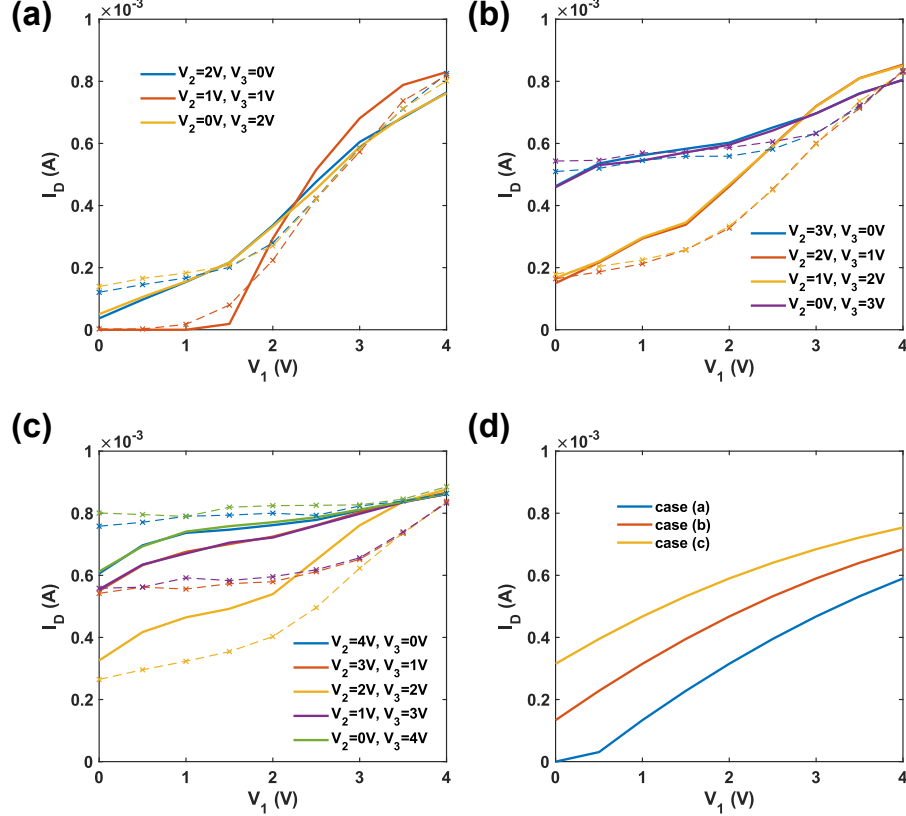 (a)
×10⁻³
1
0.8
0.6
0.4
0.2
0
I_D (A)
V₂=2V, V₃=0V
V₂=1V, V₃=1V
V₂=0V, V₃=2V
0 1 2 3 4
V₁ (V)
(b)
×10⁻³
1
0.8
0.6
0.4
0.2
0
I_D (A)
V₂=3V, V₃=0V
V₂=2V, V₃=1V
V₂=1V, V₃=2V
V₂=0V, V₃=3V
0 1 2 3 4
V₁ (V)
(c)
×10⁻³
1
0.8
0.6
0.4
0.2
0
I_D (A)
V₂=4V, V₃=0V
V₂=3V, V₃=1V
V₂=2V, V₃=2V
V₂=1V, V₃=3V
V₂=0V, V₃=4V
0 1 2 3 4
V₁ (V)
(d)
×10⁻³
1
0.8
0.6
0.4
0.2
0
I_D (A)
case (a)
case (b)
case (c)
0 1 2 3 4
V₁ (V)